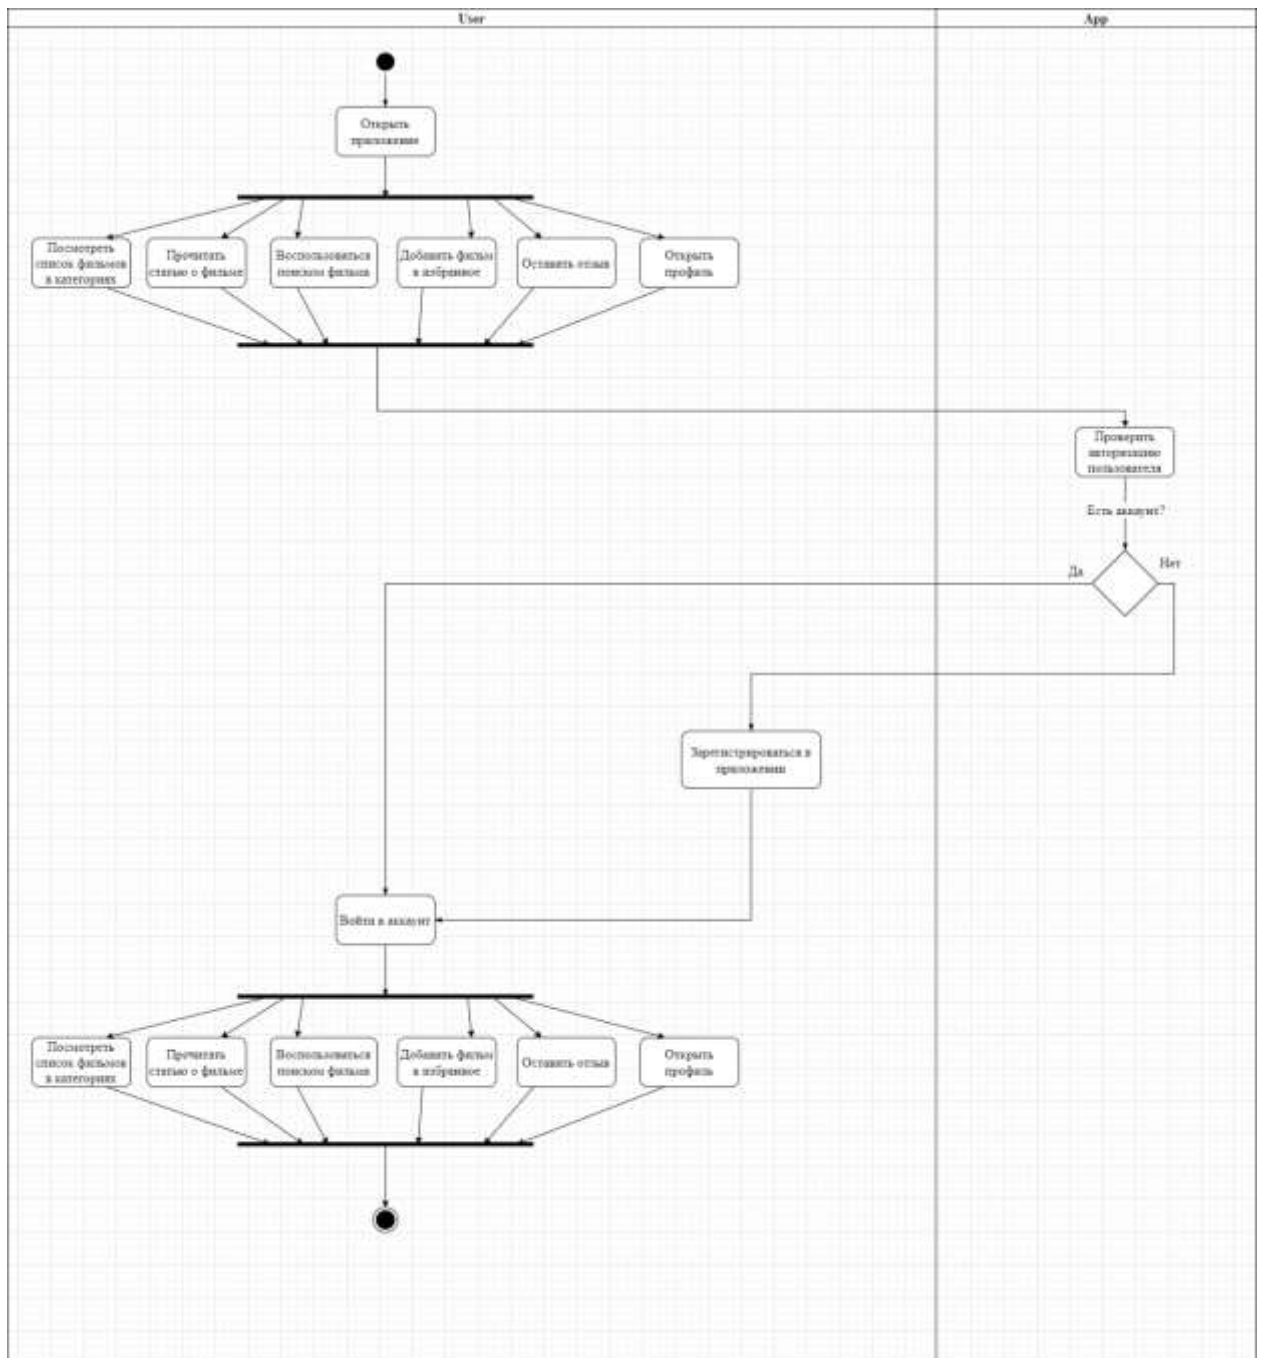 User
App
Открыть
приложение
Посмотреть
список фильмов
в категориях
Прочитать
статью о фильме
Воспользоваться
поиском фильма
Добавить фильм
в избранное
Оставить отзыв
Открыть
профиль
Проверить
авторизацию
пользователя
Есть аккаунт?
Да
Нет
Зарегистрироваться в
приложении
Войти в аккаунт
Посмотреть
список фильмов
в категориях
Прочитать
статью о фильме
Воспользоваться
поиском фильма
Добавить фильм
в избранное
Оставить отзыв
Открыть
профиль